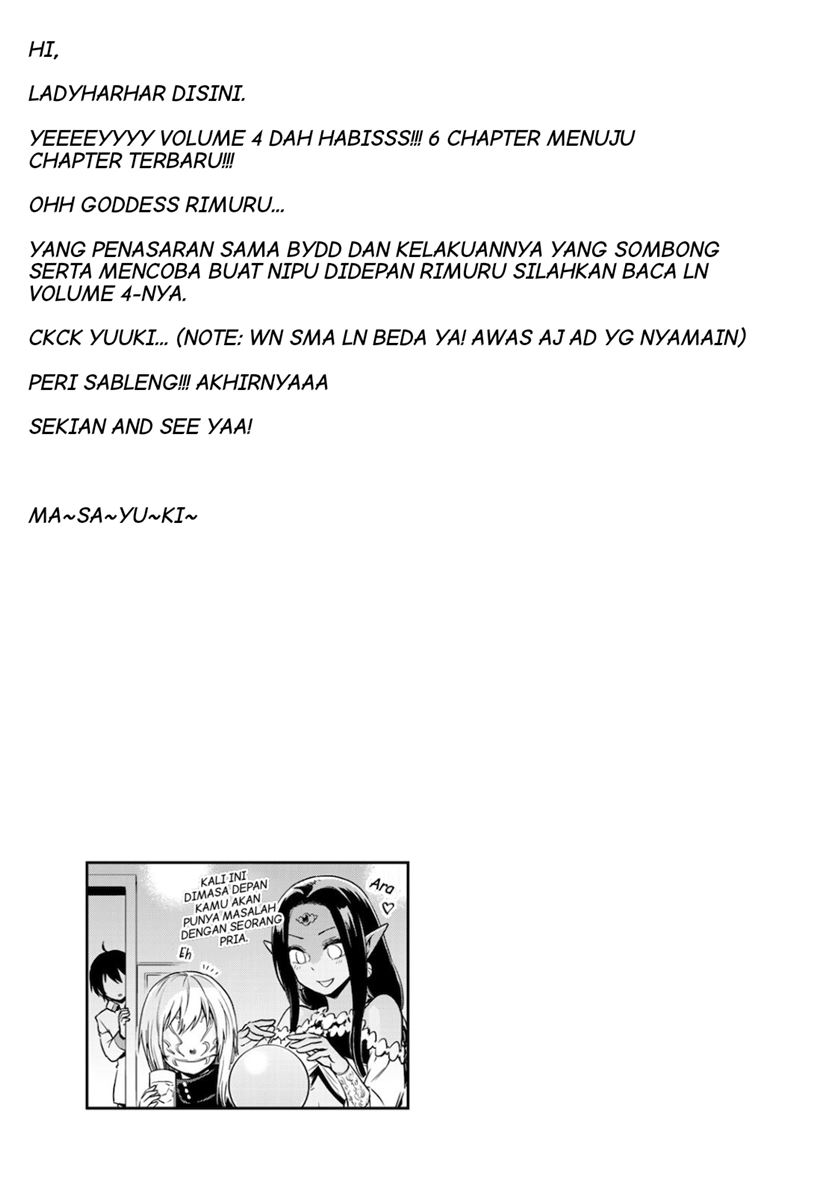 HI,
LADYHARHAR DISINI.
YEEEEYYYY VOLUME 4 DAH HABISSS!!! 6 CHAPTER MENUJU
CHAPTER TERBARU!!!
OHH GODDESS RIMURU...
YANG PENASARAN SAMA BYDD DAN KELAKUANNYA YANG SOMBONG
SERTA MENCOBA BUAT NIPU DIDEPAN RIMURU SILAHKAN BACA LN
VOLUME 4-NYA.
CKCK YUUKI... (NOTE: WN SMA LN BEDA YA! AWAS AJ AD YG NYAMAIN)
PERI SABLENG!!! AKHIRNYAAA
SEKIAN AND SEE YAA!
MA~SA~YU~KI~
KALI INI
DIMASA DEPAN
KAMU AKAN
PUNYA MASALAH
DENGAN SEORANG
PRIA.
Ara
♡
Eh